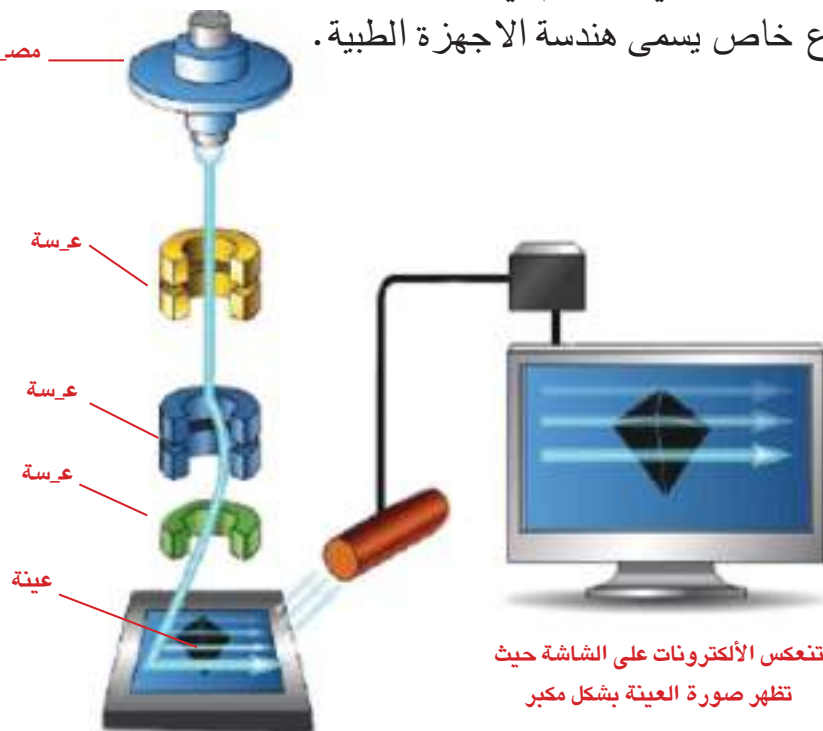 ع خاص يسمى هندسة الاجهزة الطبية.
مصـ
عـسة
عـسة
عـسة
عينة
تنعكس الألكترونات على الشاشة حيث
تظهر صورة العينة بشكل مكبر